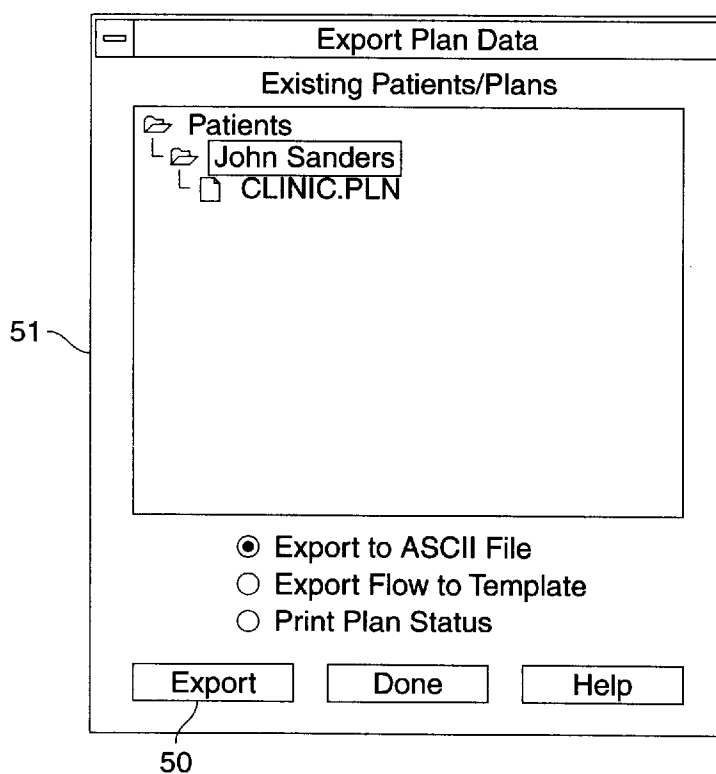 Export Plan Data
Existing Patients/Plans
Patients
John Sanders
CLINIC.PLN
51
Export to ASCII File
Export Flow to Template
Print Plan Status
Export Done Help
50